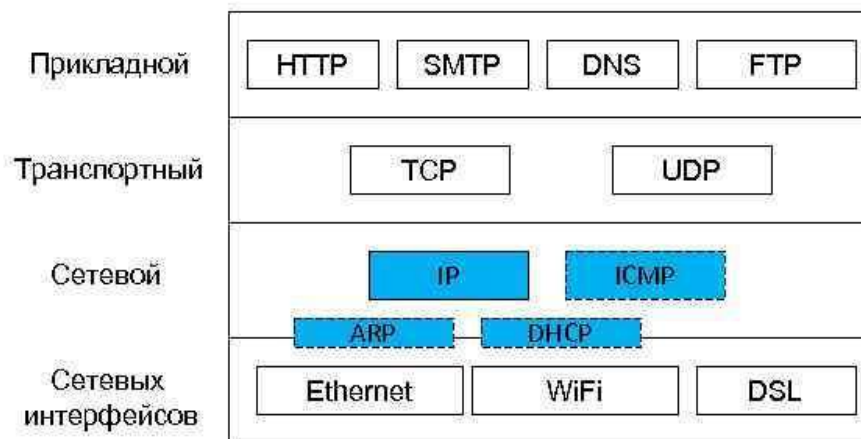 Прикладной
HTTP SMTP DNS FTP
Транспортный
TCP UDP
Сетевой
IP ICMP
ARP DHCP
Сетевых
интерфейсов
Ethernet WiFi DSL